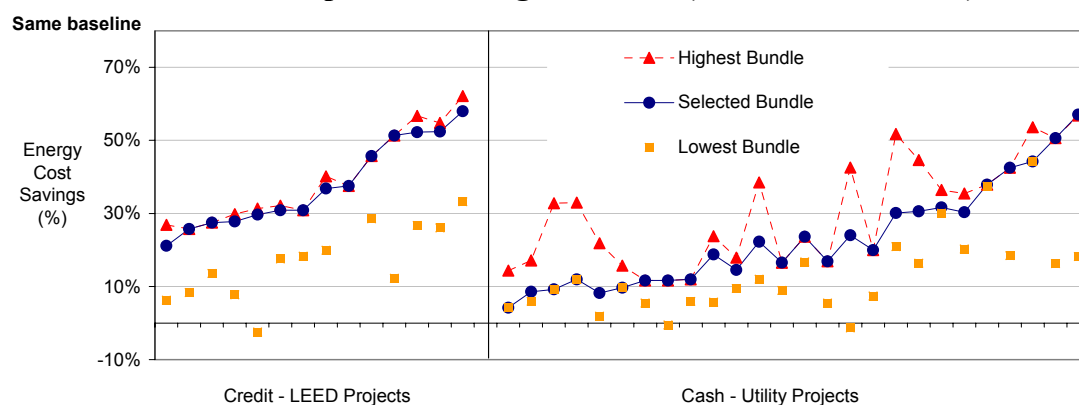 Same baseline
70%
Highest Bundle
Selected Bundle
50%
Energy
Cost
Savings
(%)
Lowest Bundle
30%
10%
-10%
Credit - LEED Projects
Cash - Utility Projects